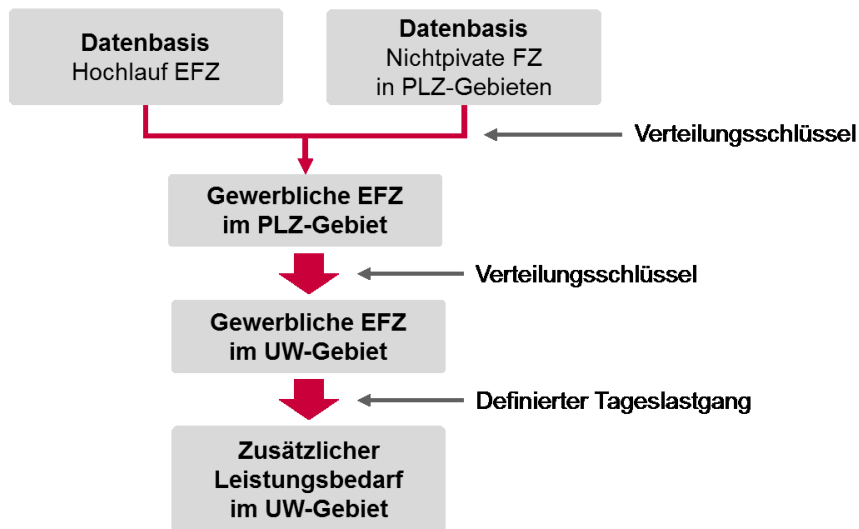 Datenbasis
Hochlauf EFZ
Datenbasis
Nichtpivate FZ
in PLZ-Gebieten
Verteilungsschlüssel
Gewerbliche EFZ
im PLZ-Gebiet
Verteilungsschlüssel
Gewerbliche EFZ
im UW-Gebiet
Definierter Tageslastgang
Zusätzlicher
Leistungsbedarf
im UW-Gebiet